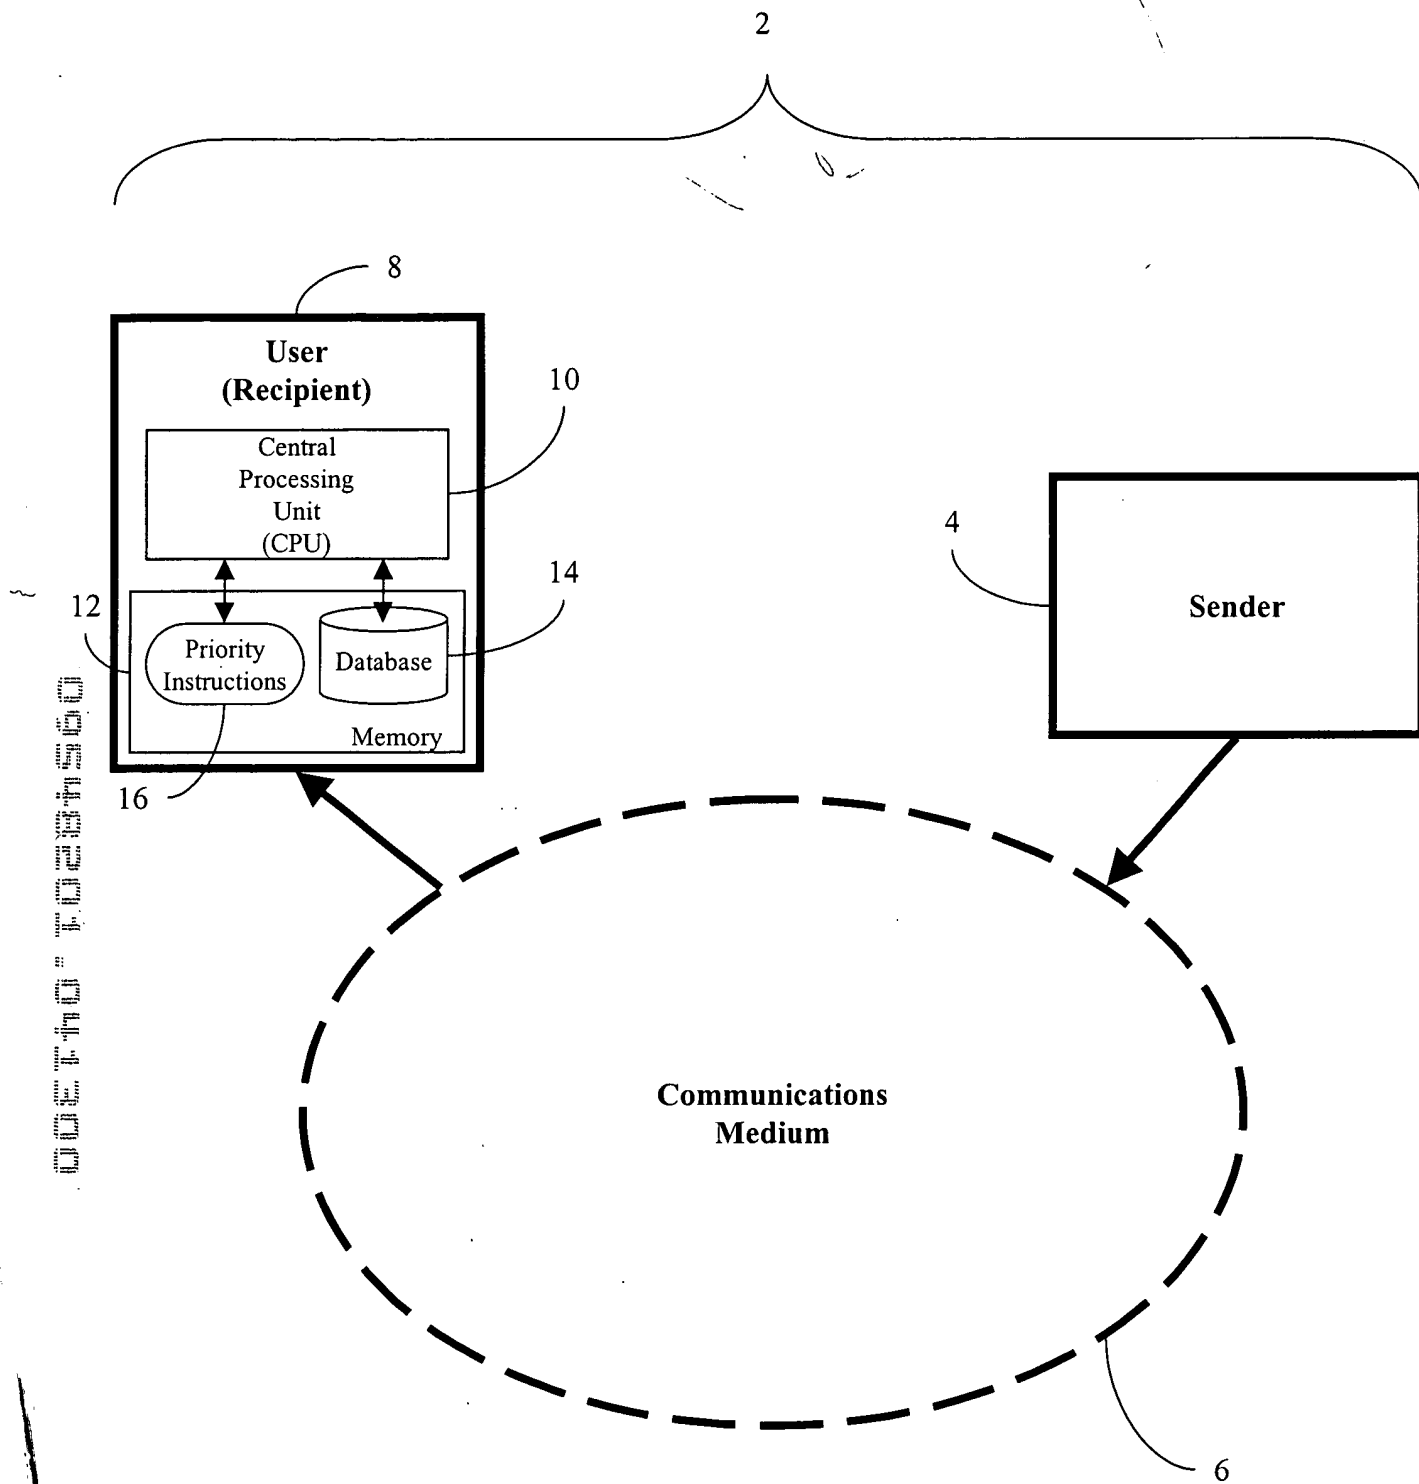 2
8
User
(Recipient)
10
Central
Processing
Unit
(CPU)
4
14
12
Sender
Priority
Instructions
Database
Memory
16
Communications
Medium
6